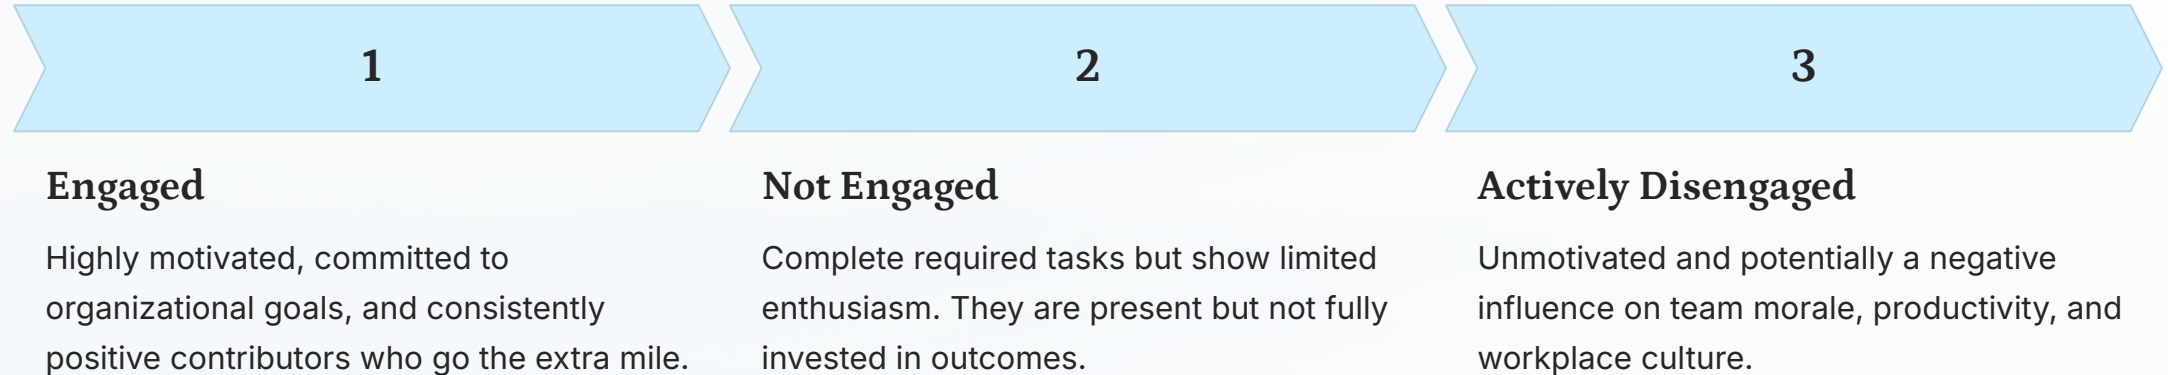 1
Engaged
Highly motivated, committed to
organizational goals, and consistently
positive contributors who go the extra mile.
2
Not Engaged
Complete required tasks but show limited
enthusiasm. They are present but not fully
invested in outcomes.
3
Actively Disengaged
Unmotivated and potentially a negative
influence on team morale, productivity, and
workplace culture.